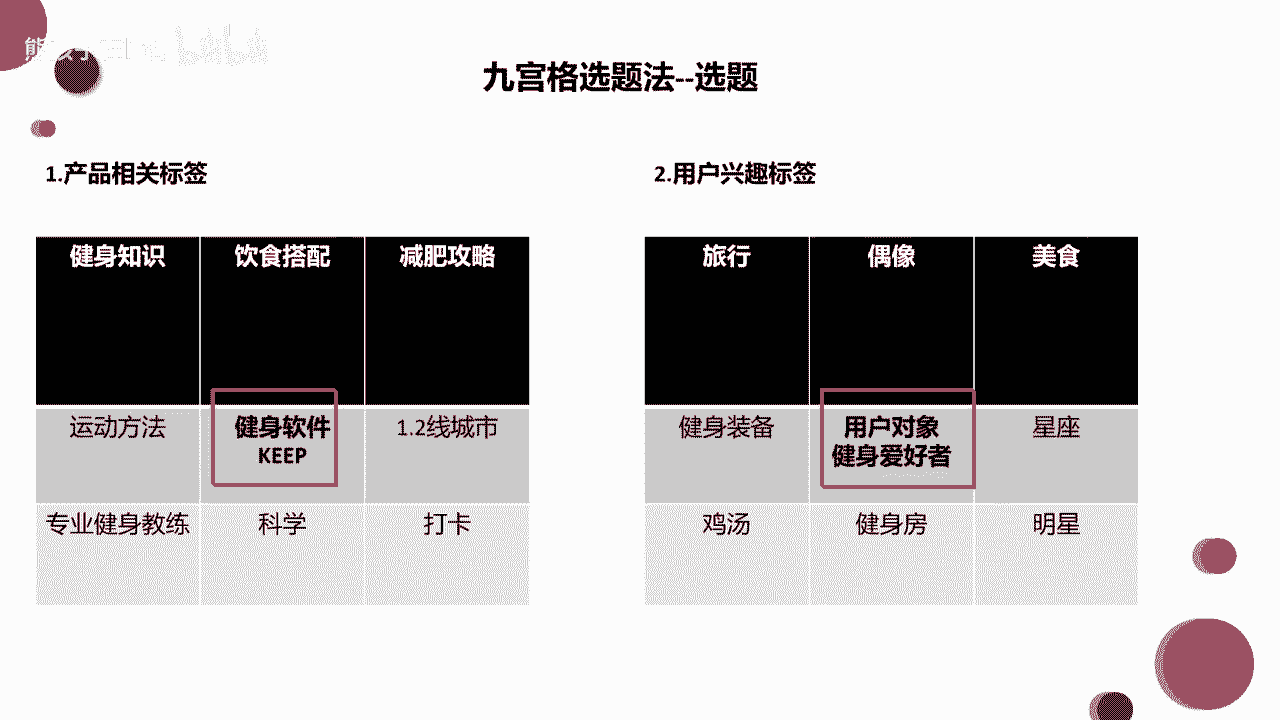 九宫格选题法--选题
1.产品相关标签
2.用户兴趣标签
健身知识 饮食搭配 减肥攻略
运动方法 健身软件 1.2线城市
KEEP
专业健身教练 科学 打卡
旅行 偶像 美食
健身装备 用户对象 星座
健身爱好者
鸡汤 健身房 明星